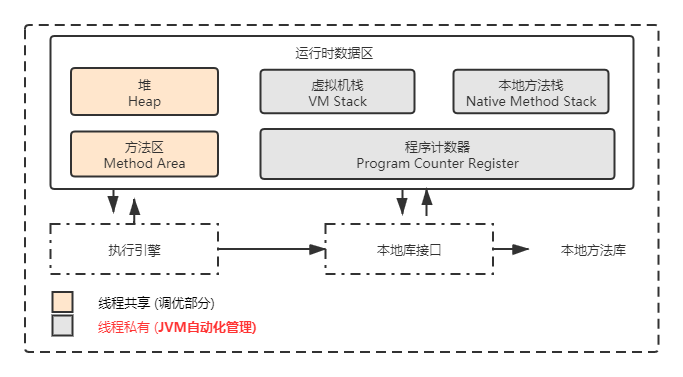 运行时数据区
堆
Heap
虚拟机栈
VM Stack
本地方法栈
Native Method Stack
方法区
Method Area
程序计数器
Program Counter Register
执行引擎
本地库接口
本地方法库
线程共享 (调优部分)
线程私有 (JVM自动化管理)